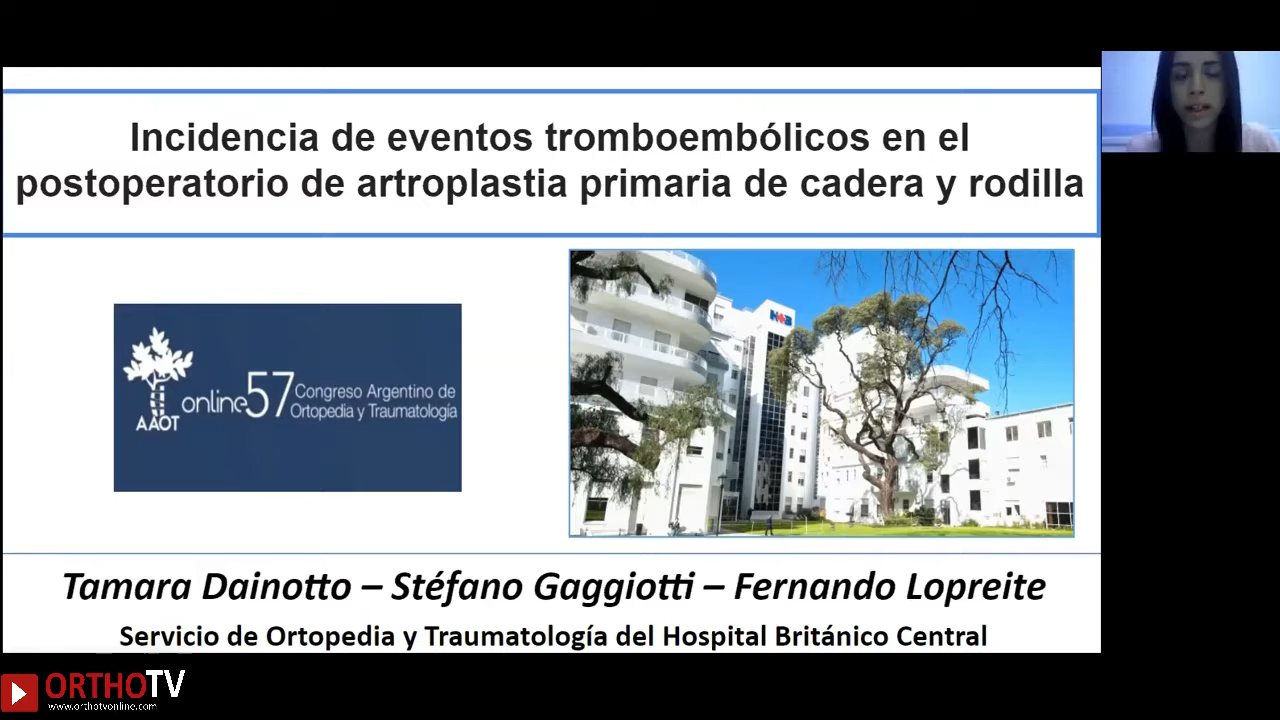 Incidencia de eventos tromboembólicos en el
postoperatorio de artroplastia primaria de cadera y rodilla
AAOT
online 57 Congreso Argentino de
Ortopedia y Traumatología
HB
Tamara Dainotto – Stéfano Gaggiotti – Fernando Lopreite
Servicio de Ortopedia y Traumatología del Hospital Británico Central
ORTHOTV
www.orthotvonline.com